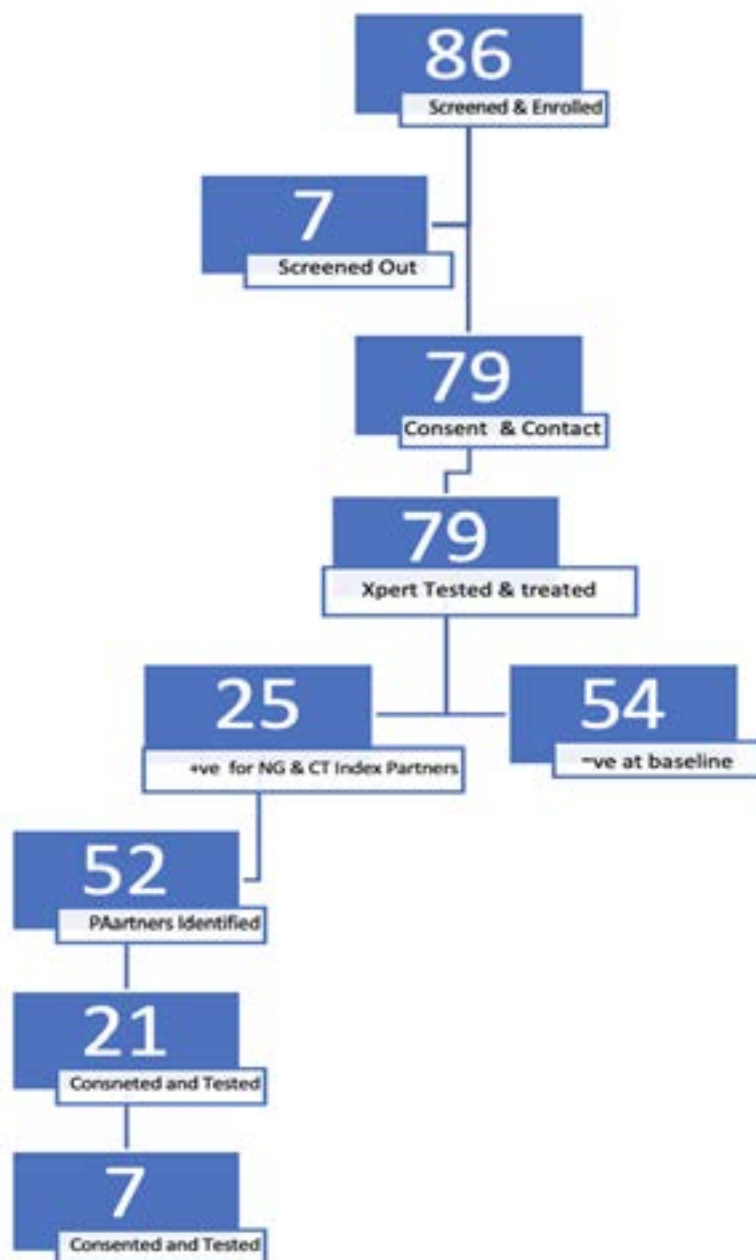 86
Screened & Enrolled
7
Screened Out
79
Consent & Contact
79
Xpert Tested & treated
25
+ve for NG & CT Index Partners
54
-ve at baseline
52
PAartners Identified
21
Consneted and Tested
7
Consented and Tested